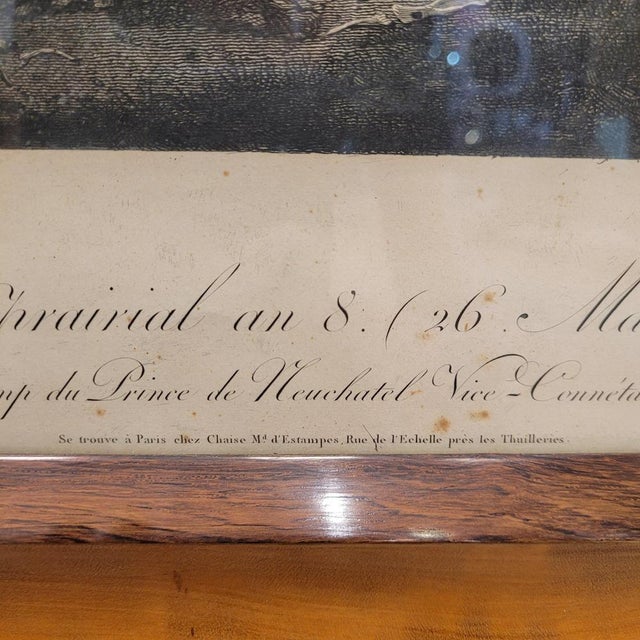 prairial an 8. (26. Ma
mp du Prince de Neuchatel Vice-Connéta
Se trouve à Paris chez Chaise Md. d'Estampes, Rue de l'Echelle près les Thuilleries.